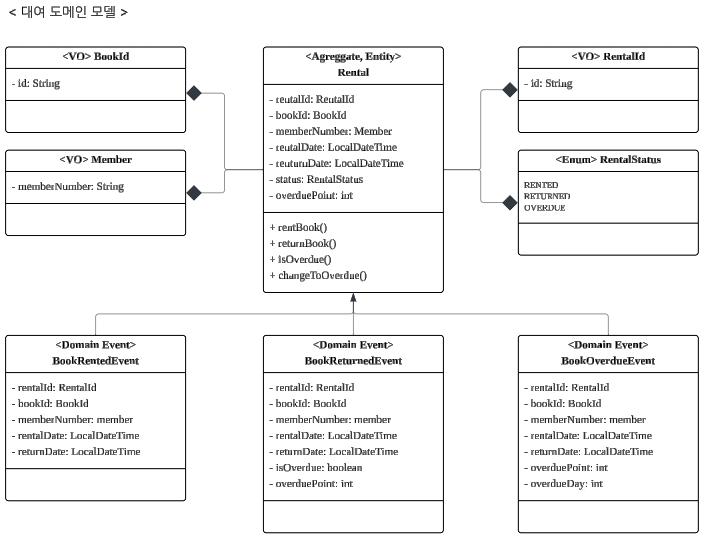 < 대여 도메인 모델 >
<VO> BookId
- id: String
<VO> Member
- memberNumber: String
<Agreggate, Entity>
Rental
- rentalId: RentalId
- bookId: BookId
- memberNumber: Member
- rentalDate: LocalDateTime
- returnDate: LocalDateTime
- status: RentalStatus
- overduePoint: int
+ rentBook()
+ returnBook()
+ isOverdue()
+ changeToOverdue()
<VO> RentalId
- id: String
<Enum> RentalStatus
RENTED
RETURNED
OVERDUE
<Domain Event>
BookRentedEvent
- rentalId: RentalId
- bookId: BookId
- memberNumber: member
- rentalDate: LocalDateTime
- returnDate: LocalDateTime
<Domain Event>
BookReturnedEvent
- rentalId: RentalId
- bookId: BookId
- memberNumber: member
- rentalDate: LocalDateTime
- returnDate: LocalDateTime
- isOverdue: boolean
- overduePoint: int
<Domain Event>
BookOverdueEvent
- rentalId: RentalId
- bookId: BookId
- memberNumber: member
- rentalDate: LocalDateTime
- returnDate: LocalDateTime
- overduePoint: int
- overdueDay: int